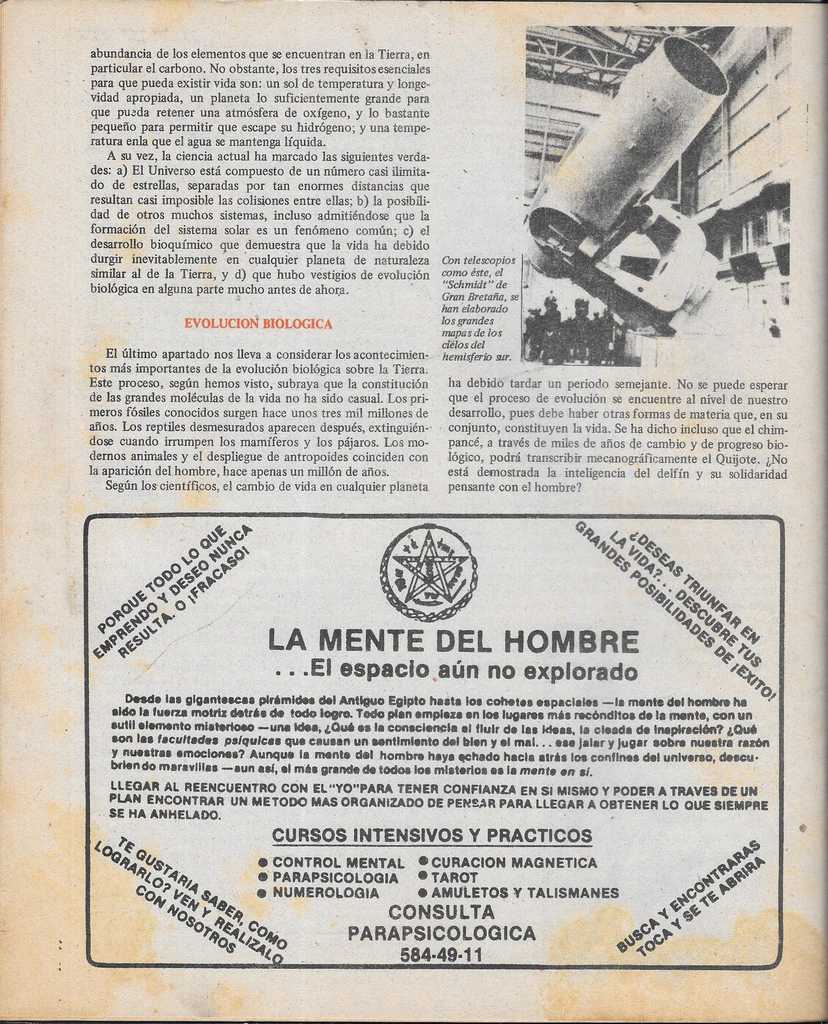 abundancia de los elementos que se encuentran en la Tierra, en
particular el carbono. No obstante, los tres requisitos esenciales
para que pueda existir vida son: un sol de temperatura y longe-
vidad apropiada, un planeta lo suficientemente grande para
que pueda retener una atmósfera de oxígeno, y lo bastante
pequeño para permitir que escape su hidrógeno; y una tempe-
ratura enla que el agua se mantenga líquida.
A su vez, la ciencia actual ha marcado las siguientes verda-
des: a) El Universo está compuesto de un número casi ilimita-
do de estrellas, separadas por tan enormes distancias que
resultan casi imposible las colisiones entre ellas; b) la posibili-
dad de otros muchos sistemas, incluso admitiéndose que la
formación del sistema solar es un fenómeno común; c) el
desarrollo bioquímico que demuestra que la vida ha debido
durgir inevitablemente en cualquier planeta de naturaleza
similar al de la Tierra, y d) que hubo vestigios de evolución
biológica en alguna parte mucho antes de ahora.
EVOLUCION BIOLOGICA
El último apartado nos lleva a considerar los acontecimien-
tos más importantes de la evolución biológica sobre la Tierra.
Este proceso, según hemos visto, subraya que la constitución
de las grandes moléculas de la vida no ha sido casual. Los pri-
meros fósiles conocidos surgen hace unos tres mil millones de
años. Los reptiles desmesurados aparecen después, extinguién-
dose cuando irrumpen los mamíferos y los pájaros. Los mo-
dernos animales y el despliegue de antropoides coinciden con
la aparición del hombre, hace apenas un millón de años.
Según los científicos, el cambio de vida en cualquier planeta
Con telescopios
como éste, el
"Schmidt" de
Gran Bretaña, se
han elaborado
los grandes
mapas de los
cielos del
hemisferio sur.
ha debido tardar un periodo semejante. No se puede esperar
que el proceso de evolución se encuentre al nivel de nuestro
desarrollo, pues debe haber otras formas de materia que, en su
conjunto, constituyen la vida. Se ha dicho incluso que el chim-
pancé, a través de miles de años de cambio y de progreso bio-
lógico, podrá transcribir mecanográficamente el Quijote. ¿No
está demostrada la inteligencia del delfín y su solidaridad
pensante con el hombre?
PORQUE TODO LO QUE
EMPRENDO Y DESEO NUNCA
RESULTA. O ¡FRACASO!
¿DESEAS TRIUNFAR EN
LA VIDA?... DESCUBRE TUS
GRANDES POSIBILIDADES DE ¡EXITO!
LA MENTE DEL HOMBRE
...El espacio aún no explorado
Desde las gigantescas pirámides del Antiguo Egipto hasta los cohetes espaciales —la mente del hombre ha
sido la fuerza motriz detrás de todo logro. Todo plan empieza en los lugares más recónditos de la mente, con un
sutil elemento misterioso —una idea, ¿Qué es la consciencia al fluir de las ideas, la oleada de inspiración? ¿Qué
son las facultades psíquicas que causan un sentimiento del bien y el mal... ese jalar y jugar sobre nuestra razón
y nuestras emociones? Aunque la mente del hombre haya echado hacia atrás los confines del universo, descu-
briendo maravillas —aun así, el más grande de todos los misterios es la mente en sí.
LLEGAR AL REENCUENTRO CON EL "YO" PARA TENER CONFIANZA EN SI MISMO Y PODER A TRAVES DE UN
PLAN ENCONTRAR UN METODO MAS ORGANIZADO DE PENSAR PARA LLEGAR A OBTENER LO QUE SIEMPRE
SE HA ANHELADO.
CURSOS INTENSIVOS Y PRACTICOS
● CONTROL MENTAL ● CURACION MAGNETICA
● PARAPSICOLOGIA ● TAROT
● NUMEROLOGIA ● AMULETOS Y TALISMANES
CONSULTA
PARAPSICOLOGICA
584-49-11
TE GUSTARIA SABER, COMO
LOGRARLO? VEN Y REALIZALO
CON NOSOTROS
BUSCA Y ENCONTRARAS
TOCA Y SE TE ABRIRA